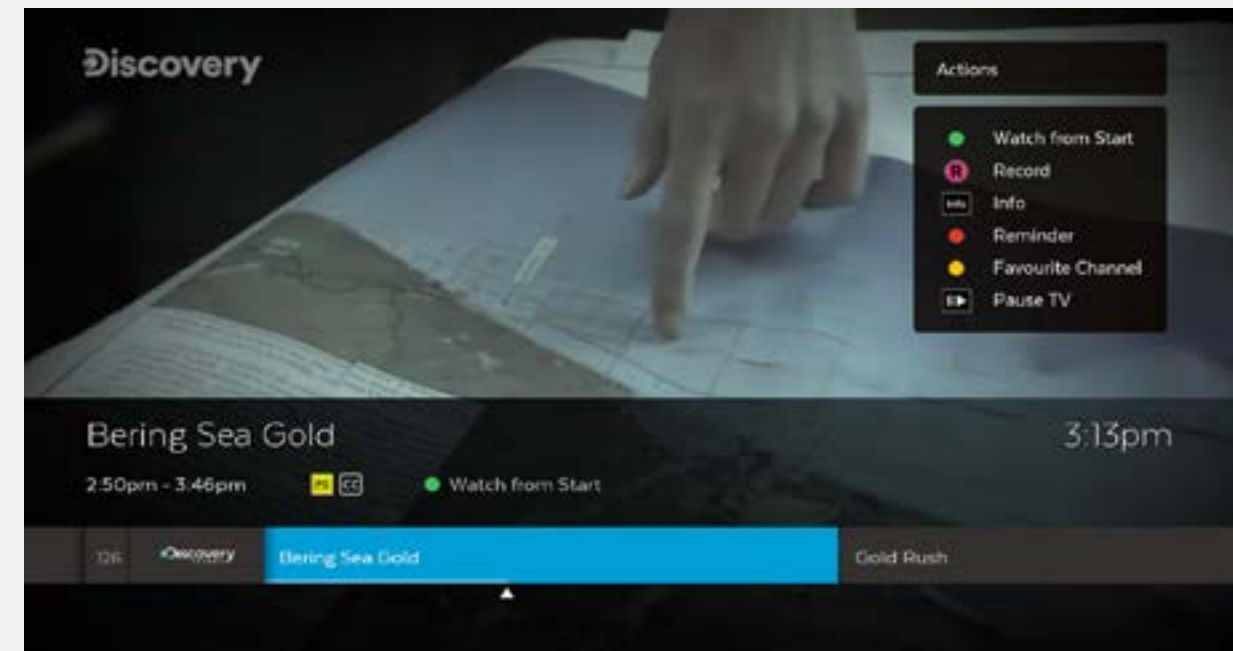 Discovery
Actions
Watch from Start
R Record
Info Info
Reminder
Favourite Channel
Pause TV
Bering Sea Gold
3:13pm
2:50pm - 3:46pm PG CC Watch from Start
126 Discovery Bering Sea Gold Gold Rush